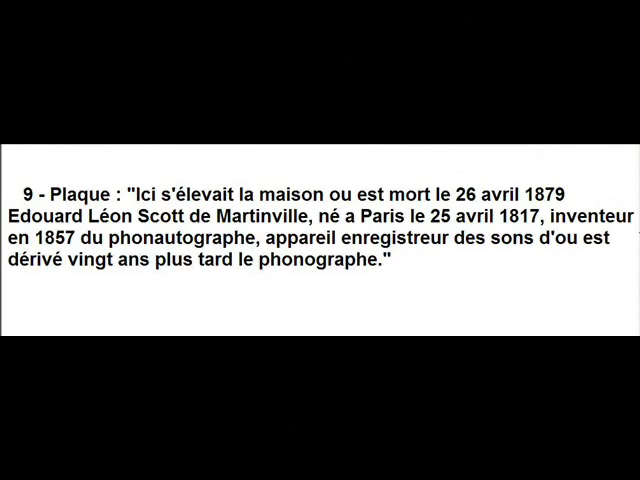 9 - Plaque : "Ici s'élevait la maison ou est mort le 26 avril 1879
Edouard Léon Scott de Martinville, né a Paris le 25 avril 1817, inventeur
en 1857 du phonautographe, appareil enregistreur des sons d'ou est
dérivé vingt ans plus tard le phonographe."